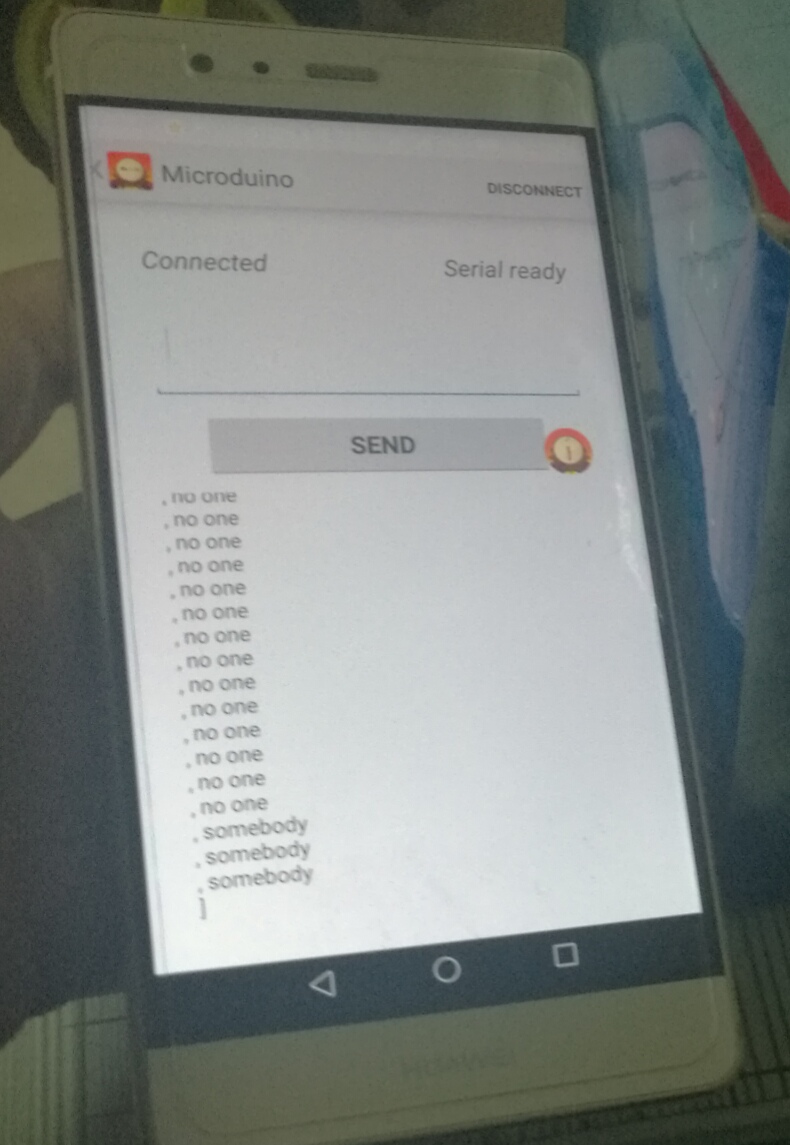 Microduino
DISCONNECT
Connected
Serial ready
SEND
, no one
, no one
, no one
, no one
, no one
, no one
, no one
, no one
, no one
, no one
, no one
, no one
, no one
, no one
, somebody
, somebody
, somebody
]
HUAWEI